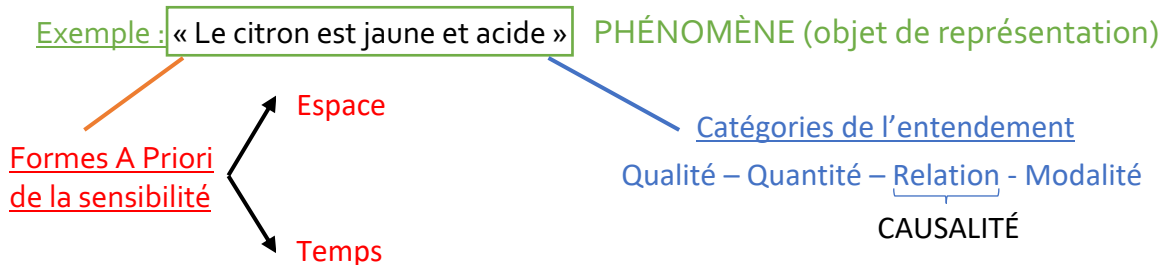 Exemple : « Le citron est jaune et acide » PHÉNOMÈNE (objet de représentation)
Espace
Catégories de l'entendement
Formes A Priori
de la sensibilité
Qualité – Quantité – Relation - Modalité
CAUSALITÉ
Temps